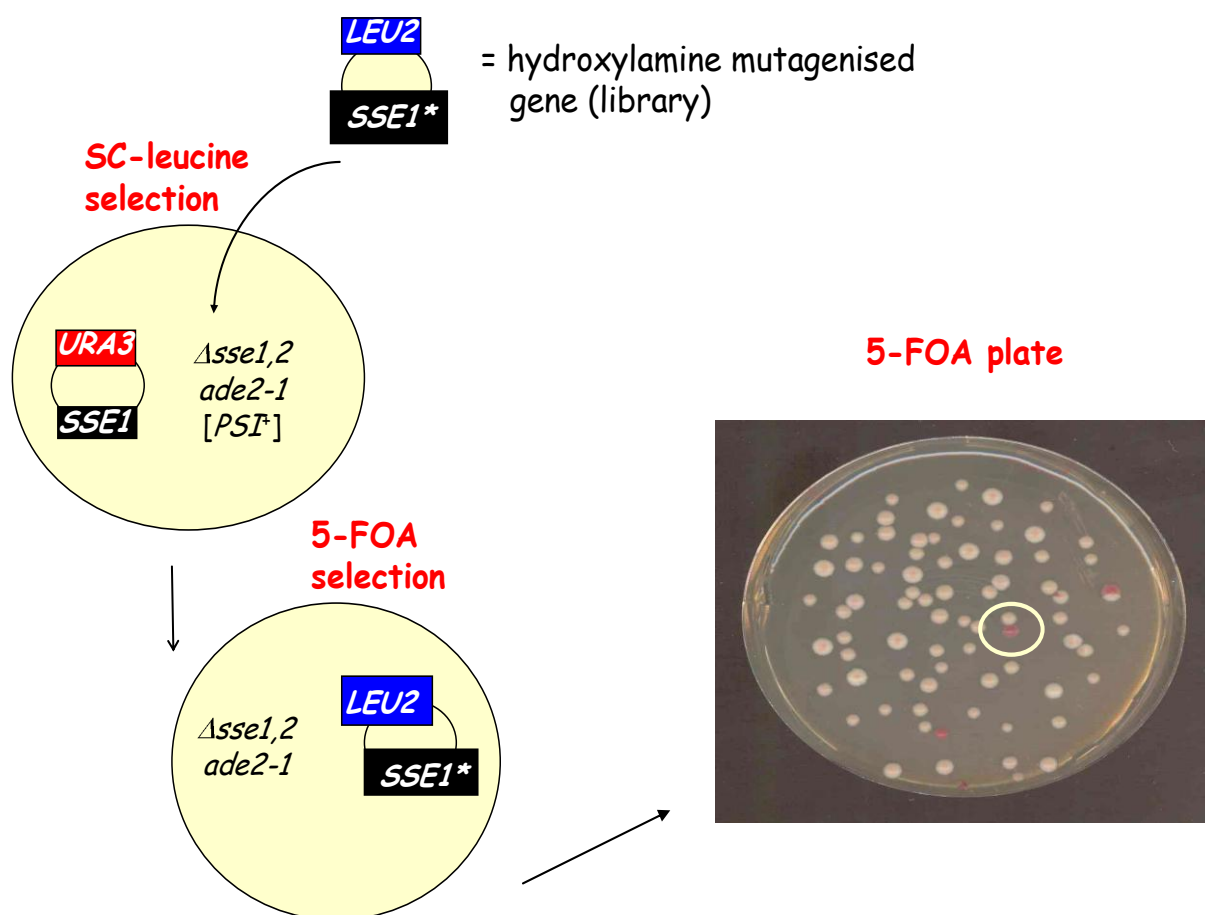 LEU2
SSE1*
= hydroxylamine mutagenised
gene (library)
SC-leucine
selection
URA3
SSE1
Δsse1,2
ade2-1
[PSI⁺]
5-FOA plate
5-FOA
selection
Δsse1,2
ade2-1
LEU2
SSE1*